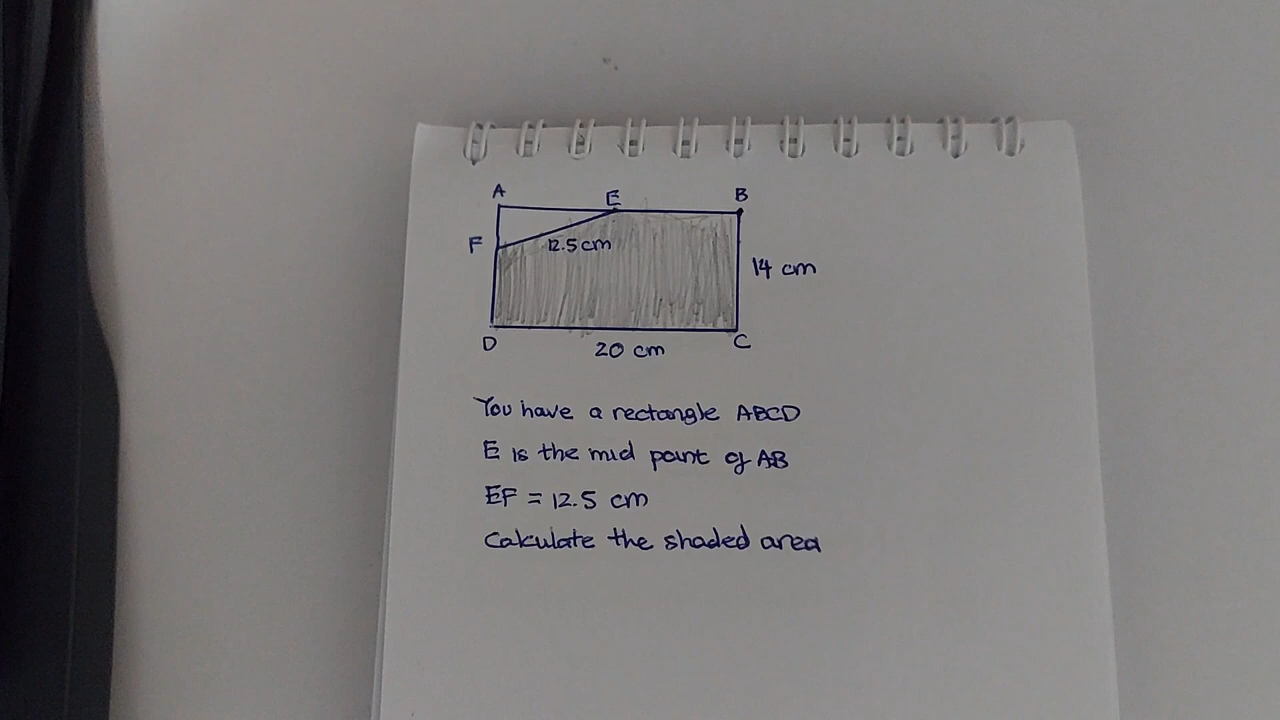 A E B
F 12.5 cm 14 cm
D 20 cm C
You have a rectangle ABCD
E is the mid point of AB
EF = 12.5 cm
Calculate the shaded area